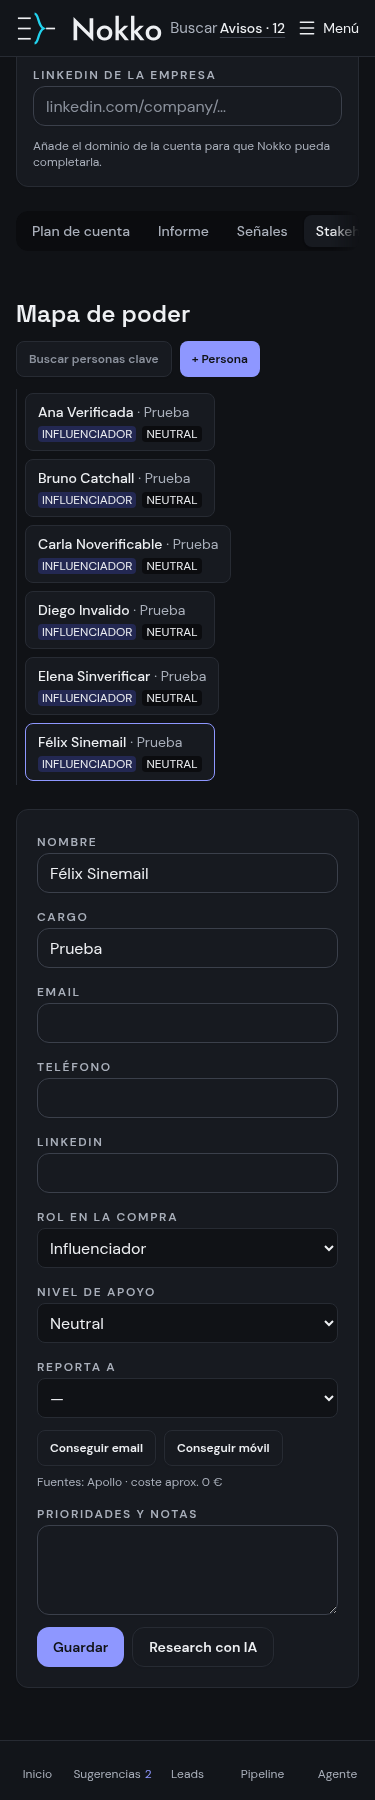 Nokko Buscar Avisos · 12 Menú
LINKEDIN DE LA EMPRESA
linkedin.com/company/...
Añade el dominio de la cuenta para que Nokko pueda
completarla.
Plan de cuenta Informe Señales Stakeh
Mapa de poder
Buscar personas clave + Persona
Ana Verificada · Prueba
INFLUENCIADOR NEUTRAL
Bruno Catchall · Prueba
INFLUENCIADOR NEUTRAL
Carla Noverificable · Prueba
INFLUENCIADOR NEUTRAL
Diego Invalido · Prueba
INFLUENCIADOR NEUTRAL
Elena Sinverificar · Prueba
INFLUENCIADOR NEUTRAL
Félix Sinemail · Prueba
INFLUENCIADOR NEUTRAL
NOMBRE
Félix Sinemail
CARGO
Prueba
EMAIL
TELÉFONO
LINKEDIN
ROL EN LA COMPRA
Influenciador
NIVEL DE APOYO
Neutral
REPORTA A
—
Conseguir email Conseguir móvil
Fuentes: Apollo · coste aprox. 0 €
PRIORIDADES Y NOTAS
Guardar Research con IA
Inicio Sugerencias 2 Leads Pipeline Agente